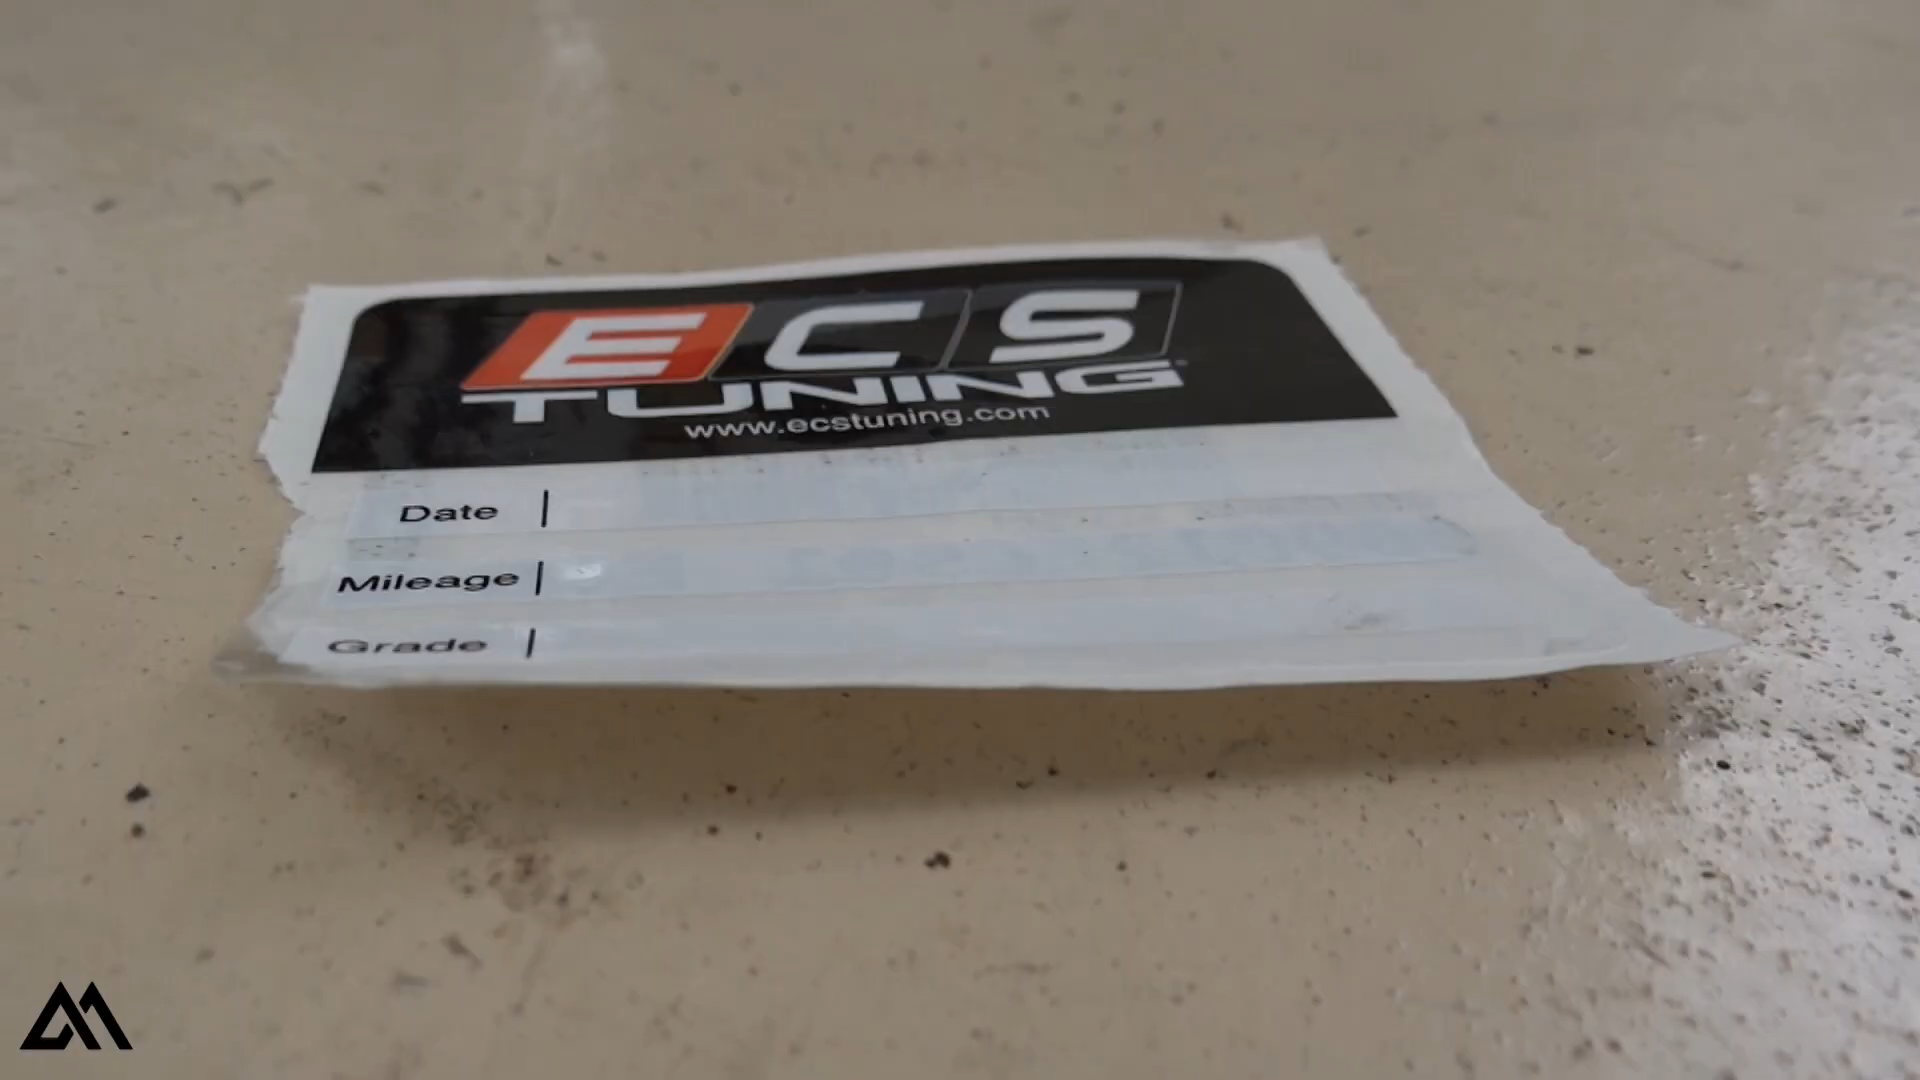 ECS
TUNING
www.ecstuning.com
Date |
Mileage |
Grade |